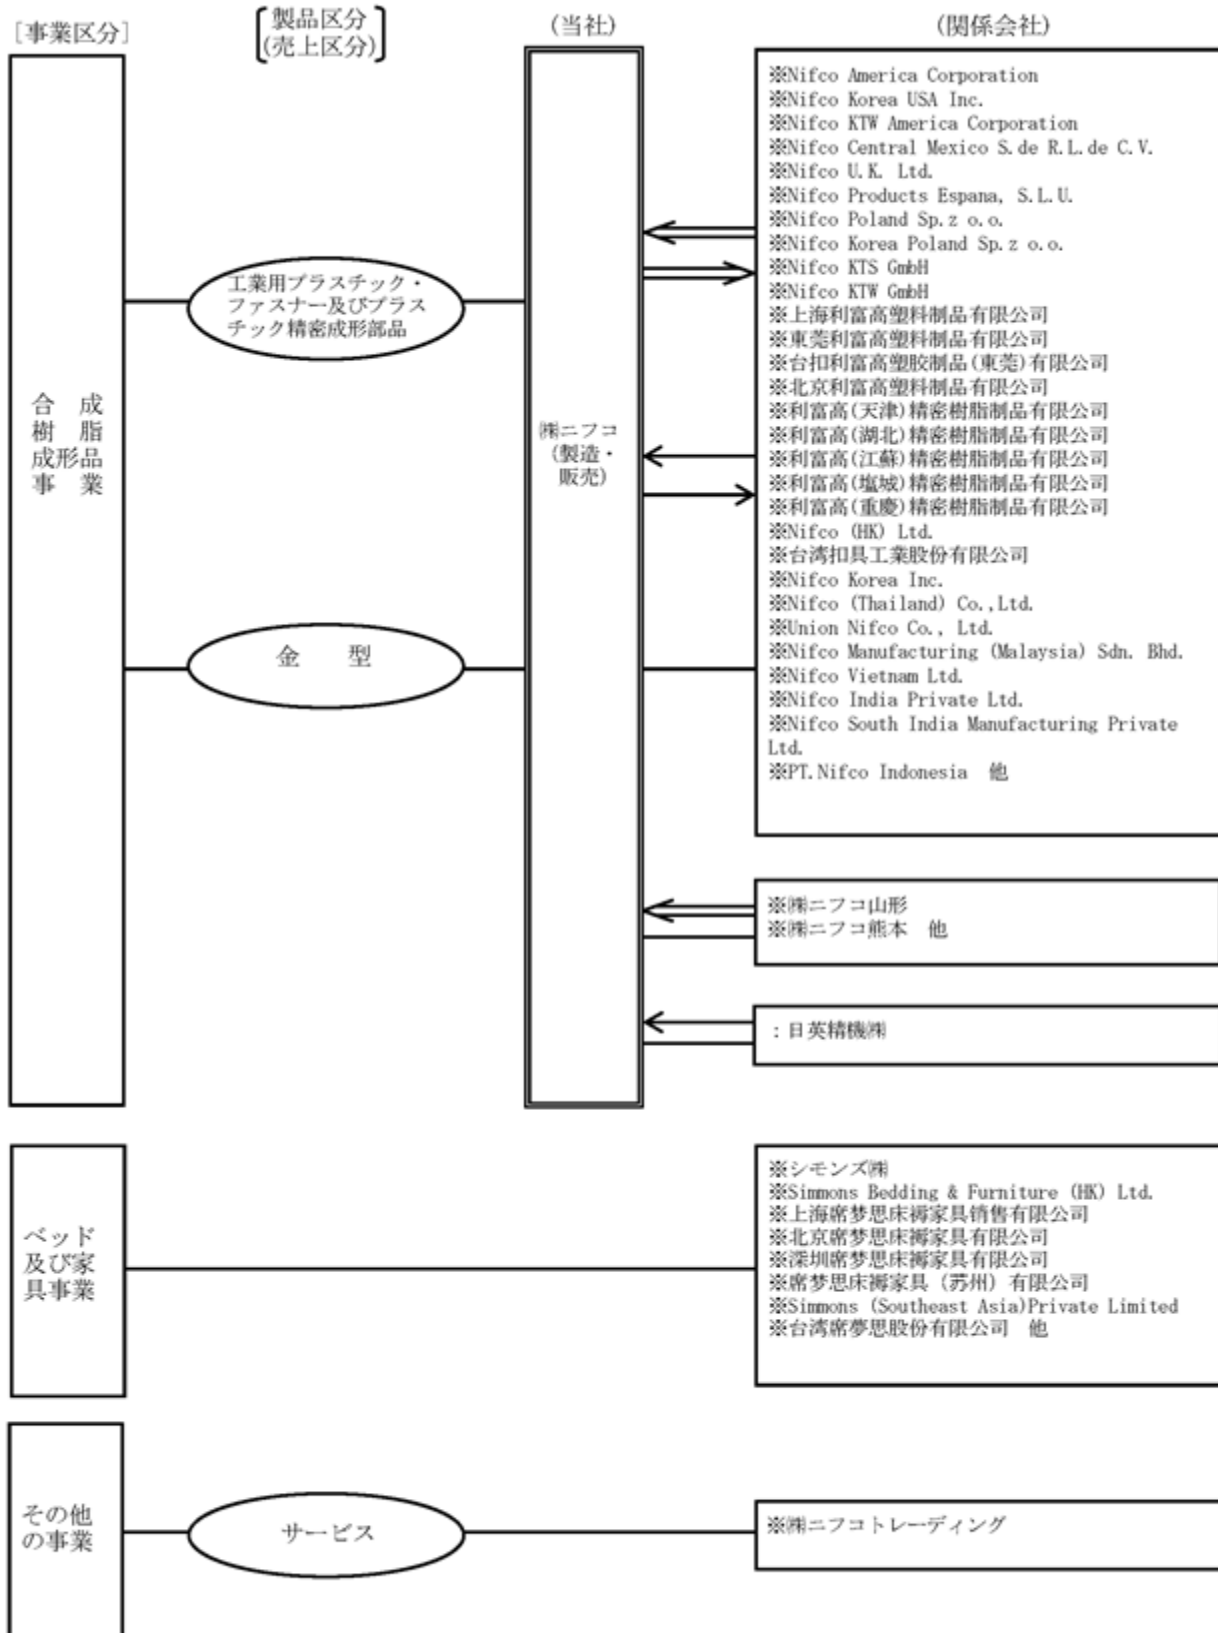 [事業区分]
製品区分
(売上区分)
(当社)
(関係会社)
合　成
樹　脂
成形品
事　業
工業用プラスチック・
ファスナー及びプラス
チック精密成形部品
金　型
㈱ニフコ
(製造・
販売)
※Nifco America Corporation
※Nifco Korea USA Inc.
※Nifco KTW America Corporation
※Nifco Central Mexico S.de R.L.de C.V.
※Nifco U.K. Ltd.
※Nifco Products Espana, S.L.U.
※Nifco Poland Sp.z o.o.
※Nifco Korea Poland Sp.z o.o.
※Nifco KTS GmbH
※Nifco KTW GmbH
※上海利富高塑料制品有限公司
※東莞利富高塑料制品有限公司
※台扣利富高塑胶制品(東莞)有限公司
※北京利富高塑料制品有限公司
※利富高(天津)精密樹脂制品有限公司
※利富高(湖北)精密樹脂制品有限公司
※利富高(江蘇)精密樹脂制品有限公司
※利富高(塩城)精密樹脂制品有限公司
※利富高(重慶)精密樹脂制品有限公司
※Nifco (HK) Ltd.
※台湾扣具工業股份有限公司
※Nifco Korea Inc.
※Nifco (Thailand) Co.,Ltd.
※Union Nifco Co., Ltd.
※Nifco Manufacturing (Malaysia) Sdn. Bhd.
※Nifco Vietnam Ltd.
※Nifco India Private Ltd.
※Nifco South India Manufacturing Private
Ltd.
※PT.Nifco Indonesia　他
※㈱ニフコ山形
※㈱ニフコ熊本　他
：日英精機㈱
ベッド
及び家
具事業
※シモンズ㈱
※Simmons Bedding & Furniture (HK) Ltd.
※上海席梦思床褥家具销售有限公司
※北京席梦思床褥家具有限公司
※深圳席梦思床褥家具有限公司
※席梦思床褥家具（苏州）有限公司
※Simmons (Southeast Asia)Private Limited
※台湾席夢思股份有限公司　他
その他
の事業
サービス
※㈱ニフコトレーディング